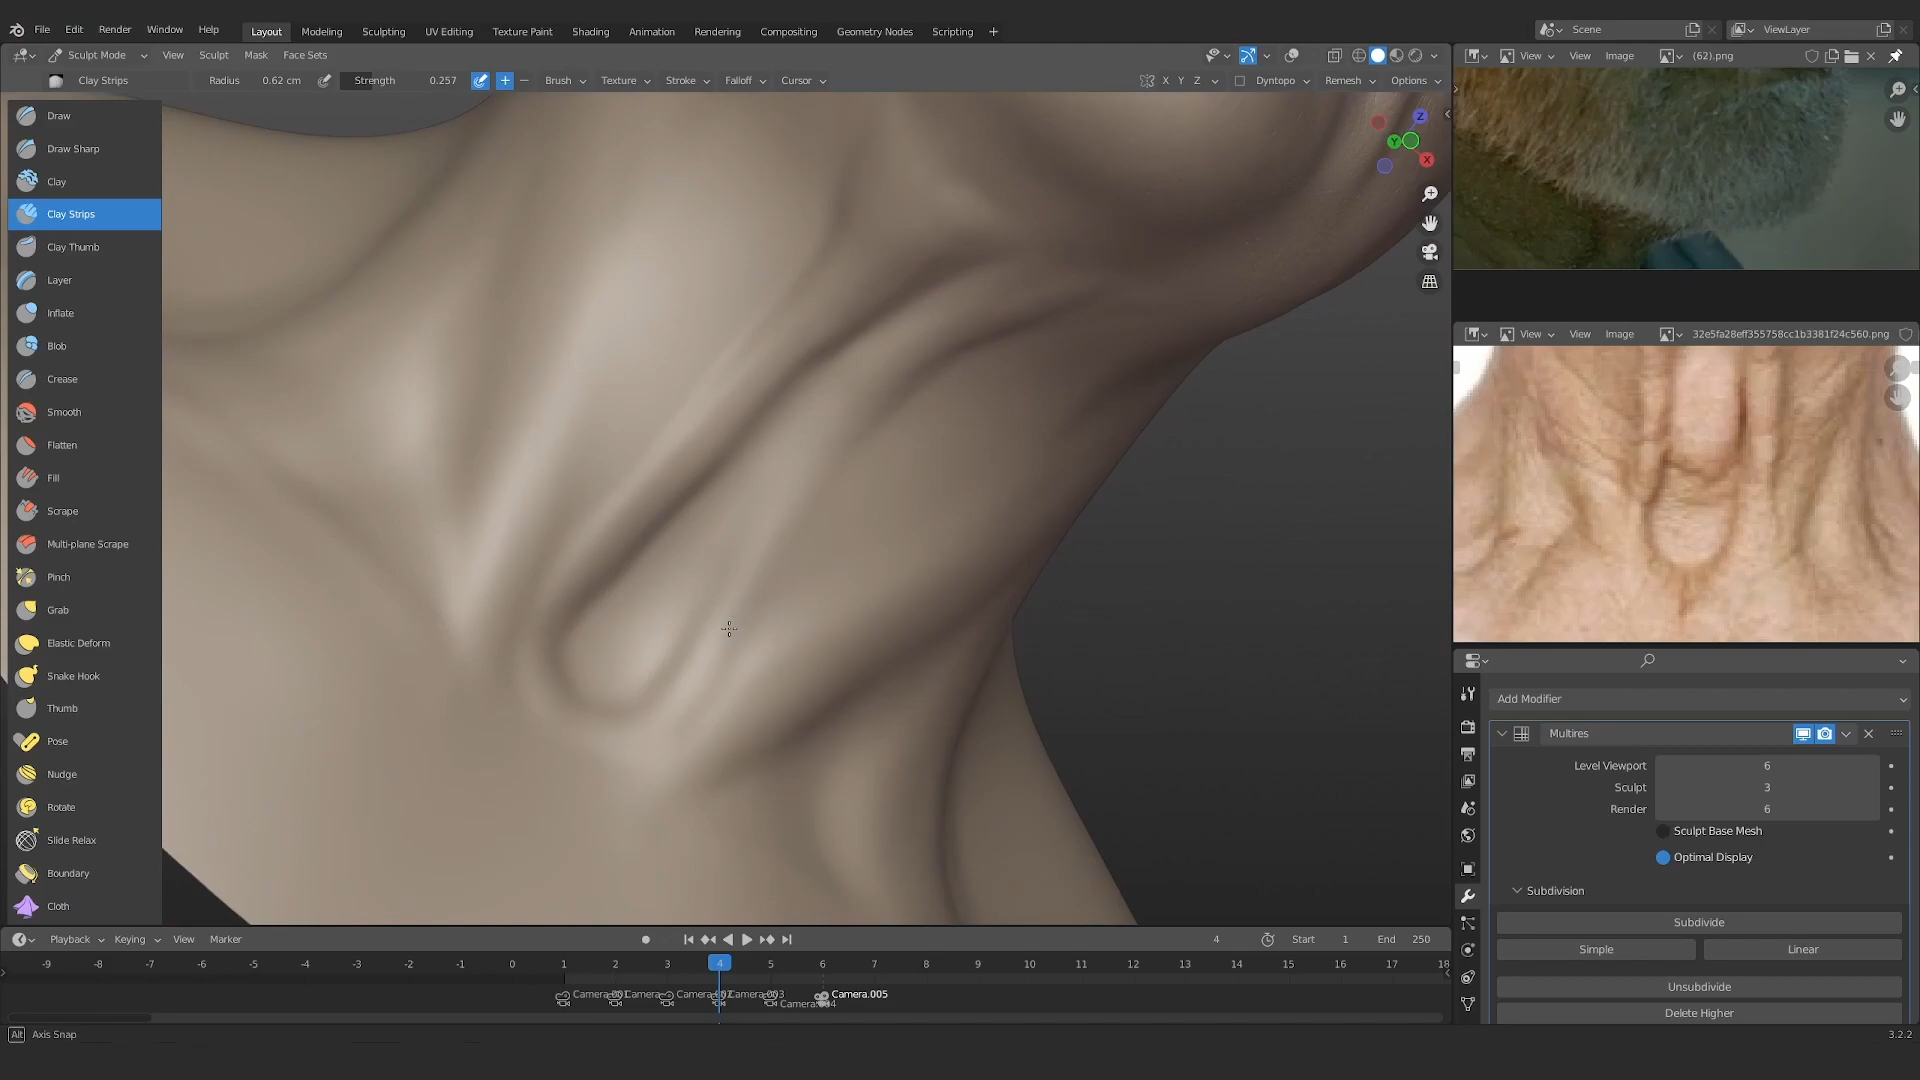 File Edit Render Window Help Layout Modeling Sculpting UV Editing Texture Paint Shading Animation Rendering Compositing Geometry Nodes Scripting + Scene ViewLayer
Sculpt Mode View Sculpt Mask Face Sets View View Image (62).png
Clay Strips Radius 0.62 cm Strength 0.257 Brush Texture Stroke Falloff Cursor X Y Z Dyntopo Remesh Options
Draw
Draw Sharp
Clay
Clay Strips
Clay Thumb
Layer
Inflate
Blob
Crease
Smooth
Flatten
Fill
Scrape
Multi-plane Scrape
Pinch
Grab
Elastic Deform
Snake Hook
Thumb
Pose
Nudge
Rotate
Slide Relax
Boundary
Cloth
Z
Y
X
View View Image 32e5fa28eff355758cc1b3381f24c560.png
Add Modifier
Multires
Level Viewport 6
Sculpt 3
Render 6
Sculpt Base Mesh
Optimal Display
Subdivision
Subdivide
Simple Linear
Unsubdivide
Delete Higher
Playback Keying View Marker 4 Start 1 End 250
-9 -8 -7 -6 -5 -4 -3 -2 -1 0 1 2 3 4 5 6 7 8 9 10 11 12 13 14 15 16 17 18
Camera.005
Alt Axis Snap 3.2.2